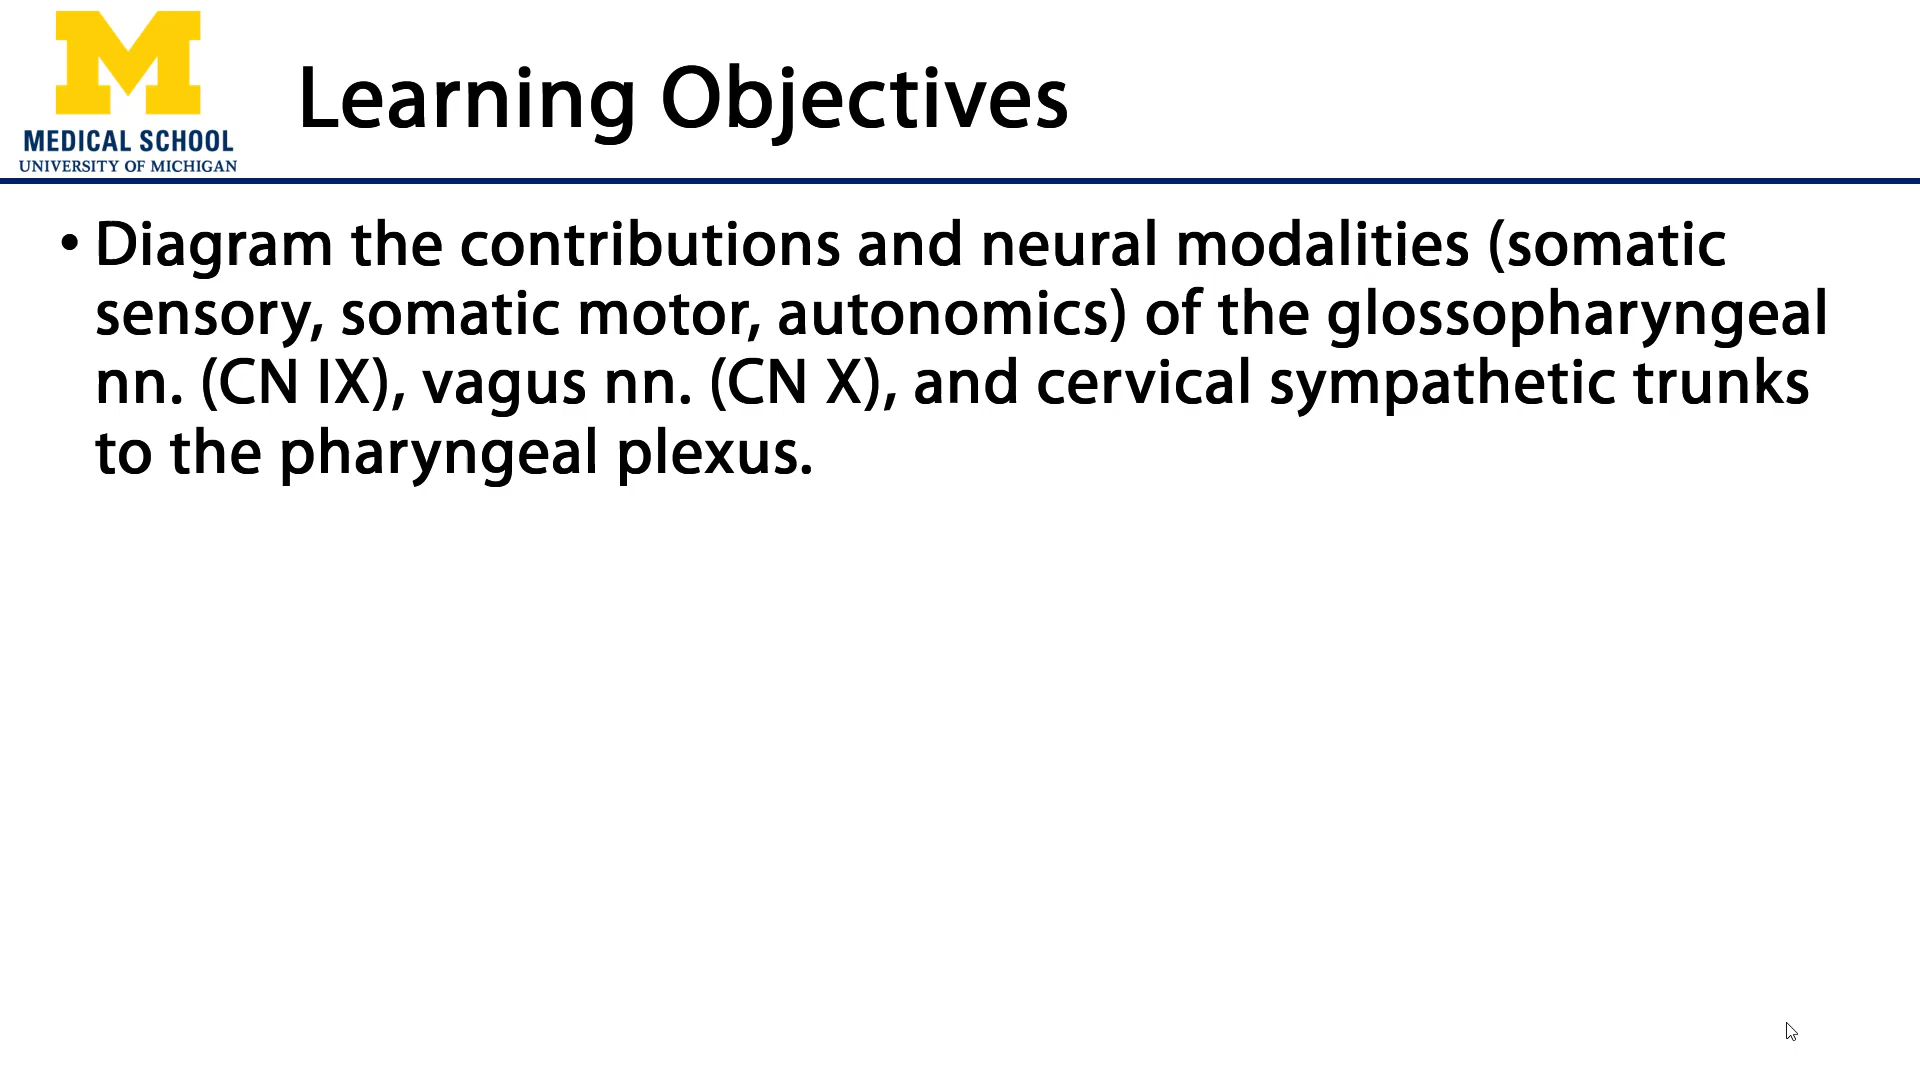 M
MEDICAL SCHOOL
UNIVERSITY OF MICHIGAN
Learning Objectives
• Diagram the contributions and neural modalities (somatic
sensory, somatic motor, autonomics) of the glossopharyngeal
nn. (CN IX), vagus nn. (CN X), and cervical sympathetic trunks
to the pharyngeal plexus.